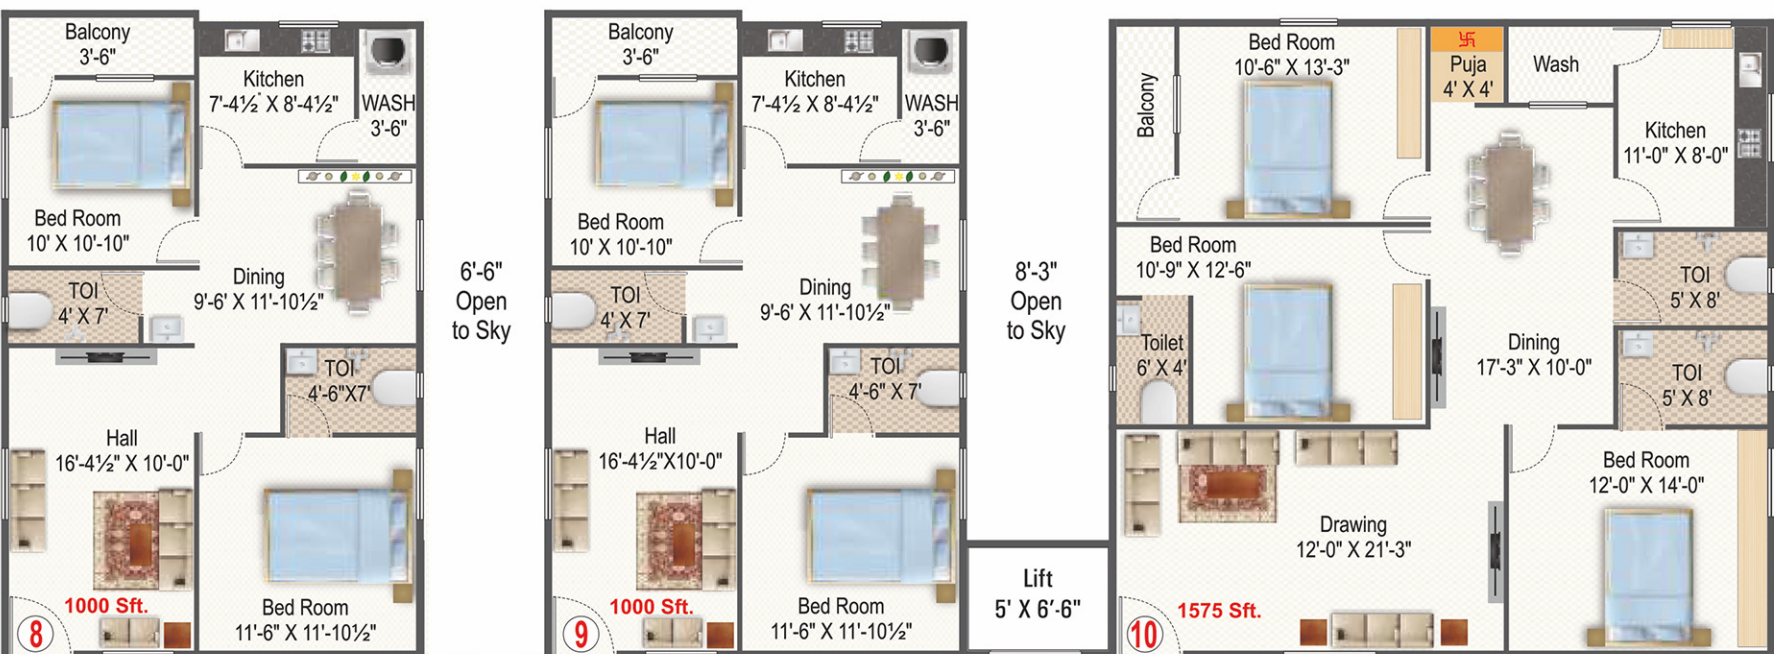 Balcony
3'-6"
Kitchen
7'-4½" X 8'-4½"
WASH
3'-6"
Bed Room
10' X 10'-10"
Dining
9'-6' X 11'-10½"
TOI
4' X 7'
TOI
4'-6"X7'
Hall
16'-4½" X 10'-0"
1000 Sft.
8
Bed Room
11'-6" X 11'-10½"
6'-6"
Open
to Sky
Balcony
3'-6"
Kitchen
7'-4½ X 8'-4½"
WASH
3'-6"
Bed Room
10' X 10'-10"
Dining
9'-6' X 11'-10½"
TOI
4' X 7'
TOI
4'-6" X 7'
Hall
16'-4½"X10'-0"
1000 Sft.
9
Bed Room
11'-6" X 11'-10½"
8'-3"
Open
to Sky
Lift
5' X 6'-6"
Balcony
Bed Room
10'-6" X 13'-3"
卐
Puja
4' X 4'
Wash
Kitchen
11'-0" X 8'-0"
Bed Room
10'-9" X 12'-6"
Toilet
6' X 4'
TOI
5' X 8'
Dining
17'-3" X 10'-0"
TOI
5' X 8'
Bed Room
12'-0" X 14'-0"
Drawing
12'-0" X 21'-3"
1575 Sft.
10